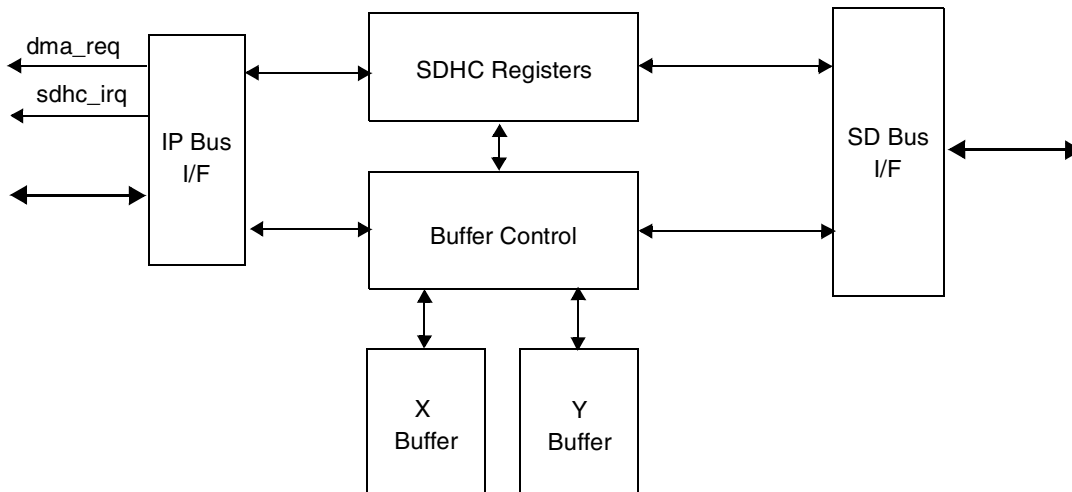 dma_req
sdhc_irq
IP Bus
I/F
SDHC Registers
Buffer Control
SD Bus
I/F
X
Buffer
Y
Buffer